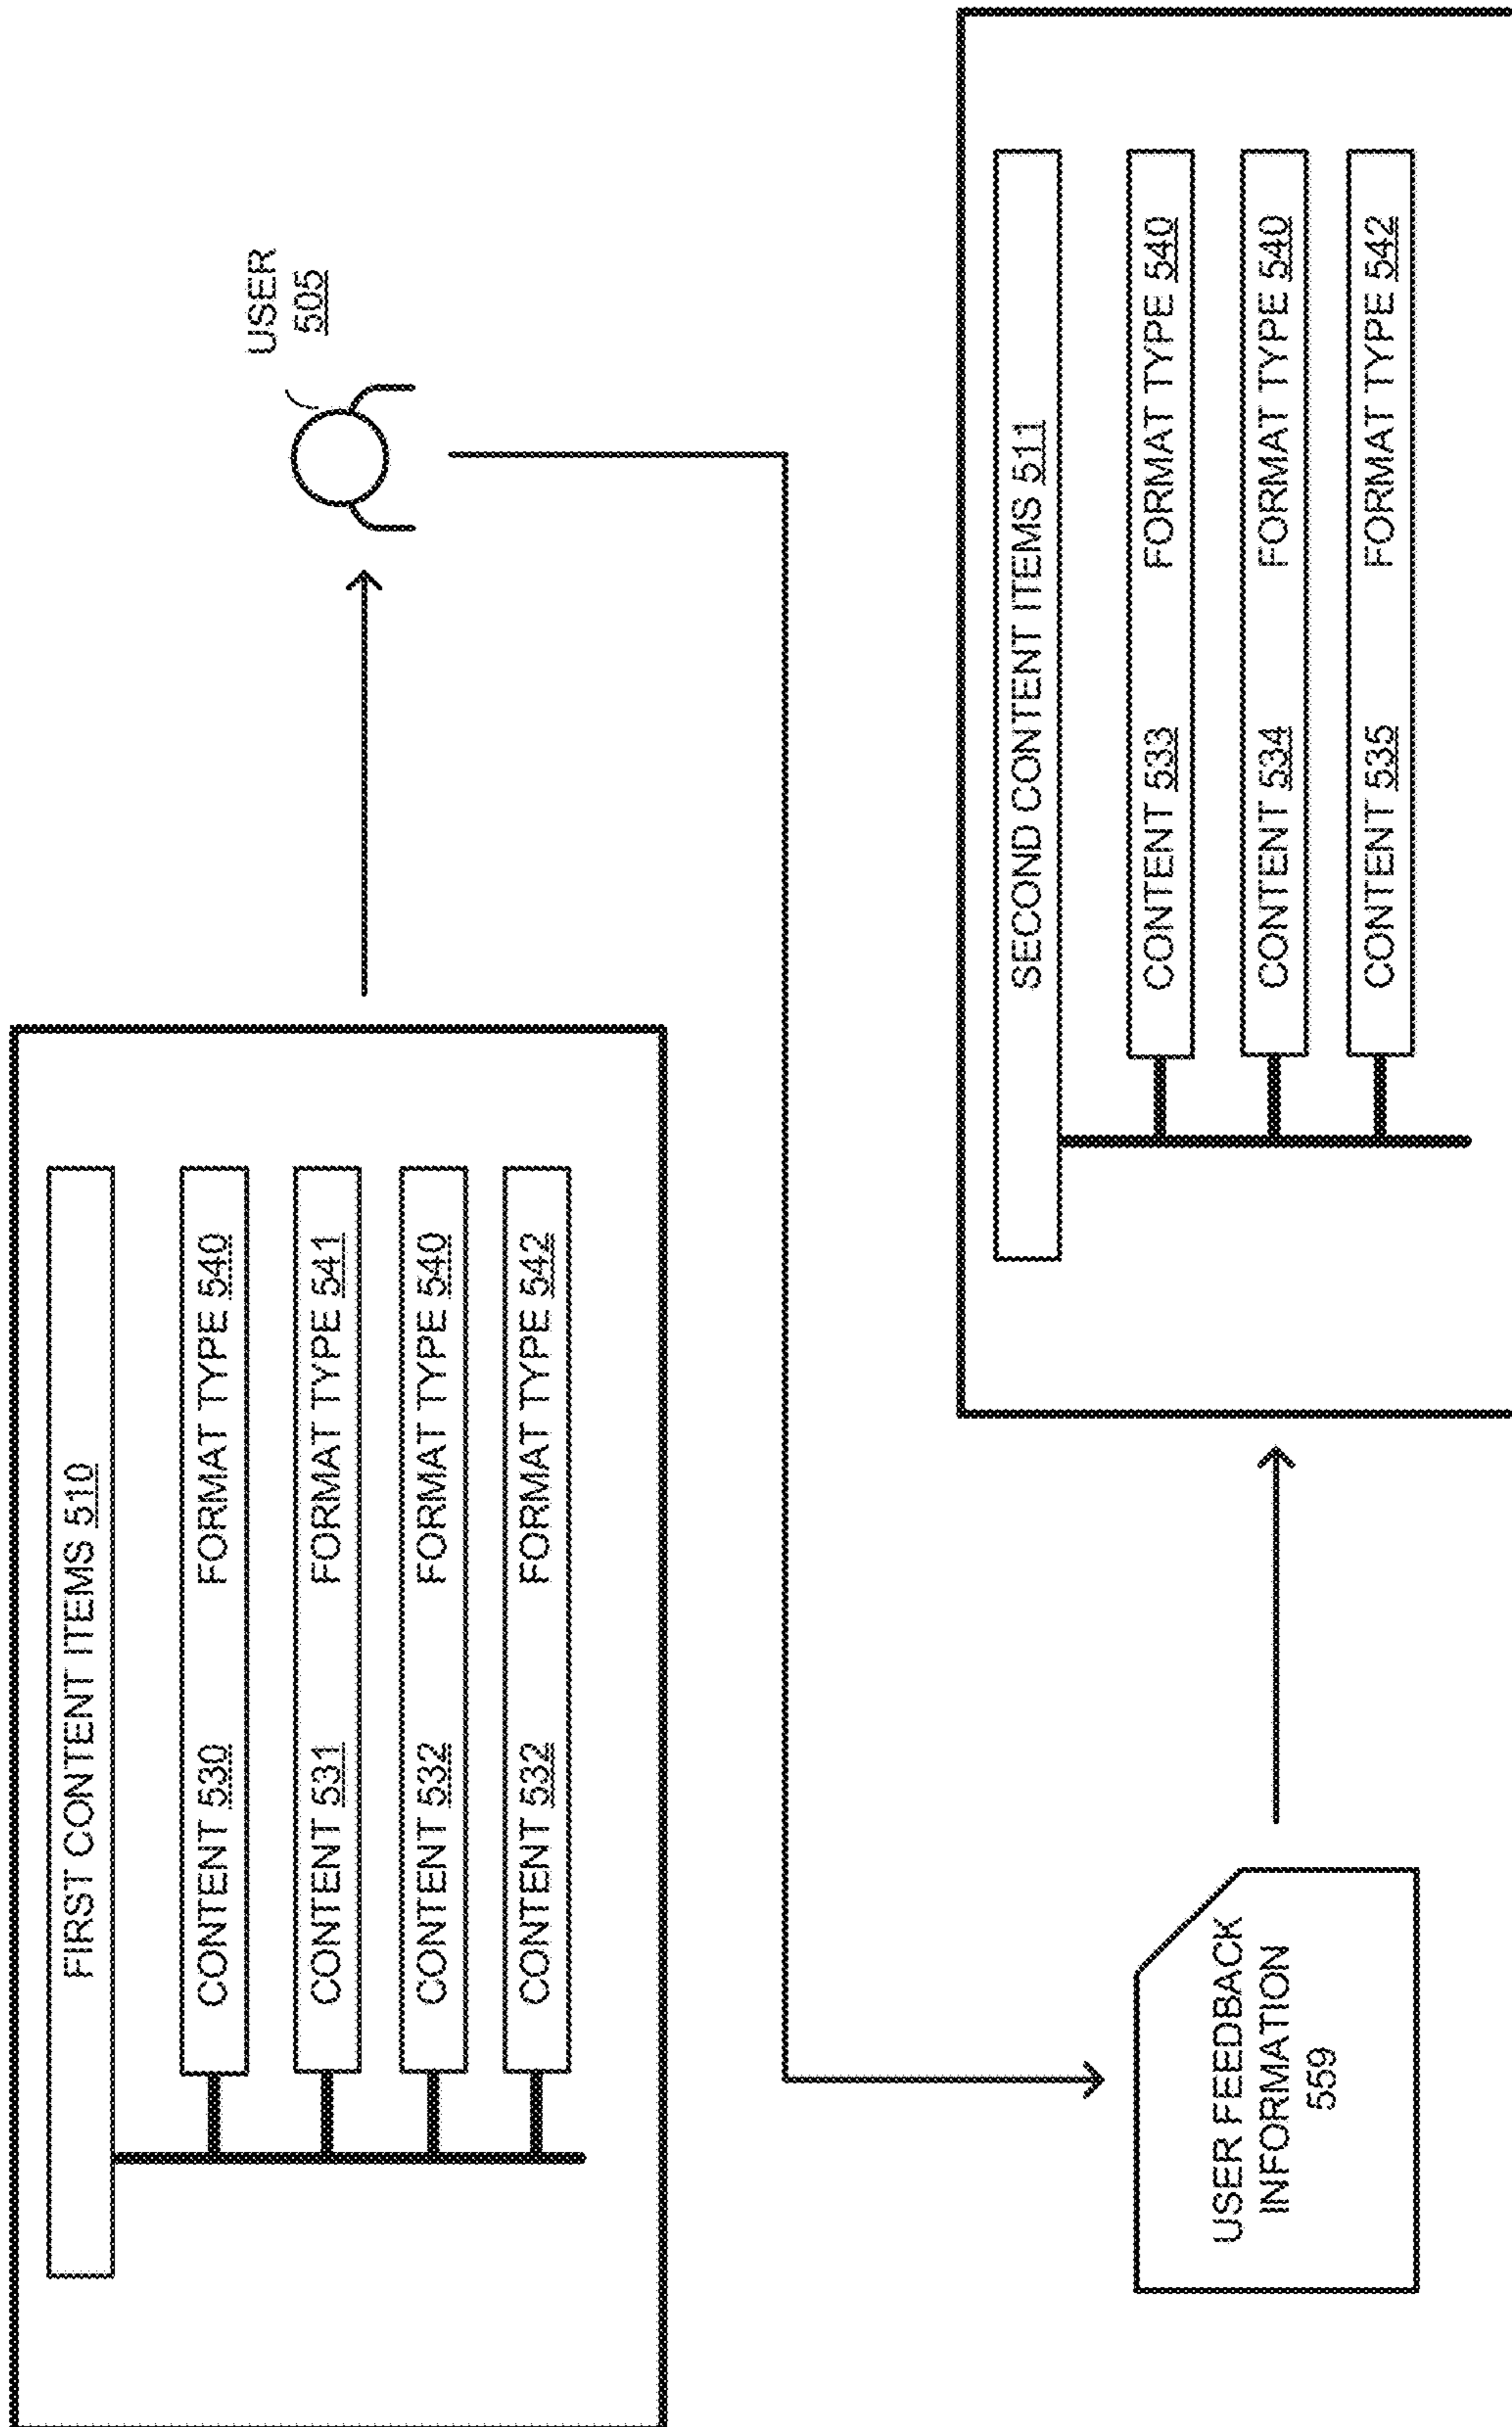 FIRST CONTENT ITEMS 510
CONTENT 530 FORMAT TYPE 540
CONTENT 531 FORMAT TYPE 541
CONTENT 532 FORMAT TYPE 540
CONTENT 532 FORMAT TYPE 542
USER
505
USER FEEDBACK
INFORMATION
559
SECOND CONTENT ITEMS 511
CONTENT 533 FORMAT TYPE 540
CONTENT 534 FORMAT TYPE 540
CONTENT 535 FORMAT TYPE 542